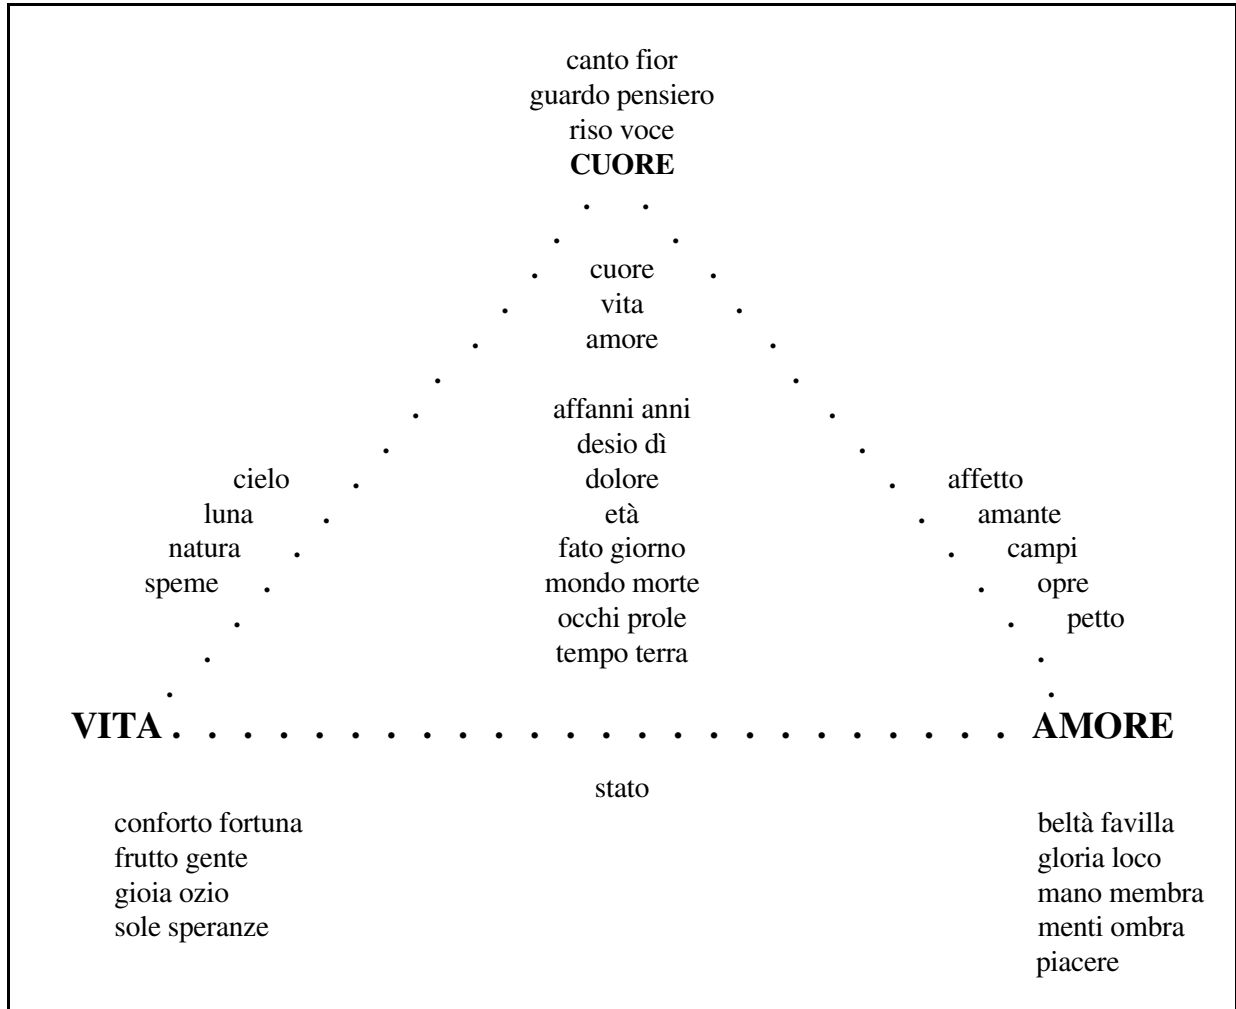 canto fior
guardo pensiero
riso voce
CUORE
cuore
vita
amore
affanni anni
desio dì
cielo dolore affetto
luna età amante
natura fato giorno campi
speme mondo morte opre
occhi prole petto
tempo terra
VITA . . . . . . . . . . . . . . . . . . . . . . . . AMORE
stato
conforto fortuna beltà favilla
frutto gente gloria loco
gioia ozio mano membra
sole speranze menti ombra
piacere